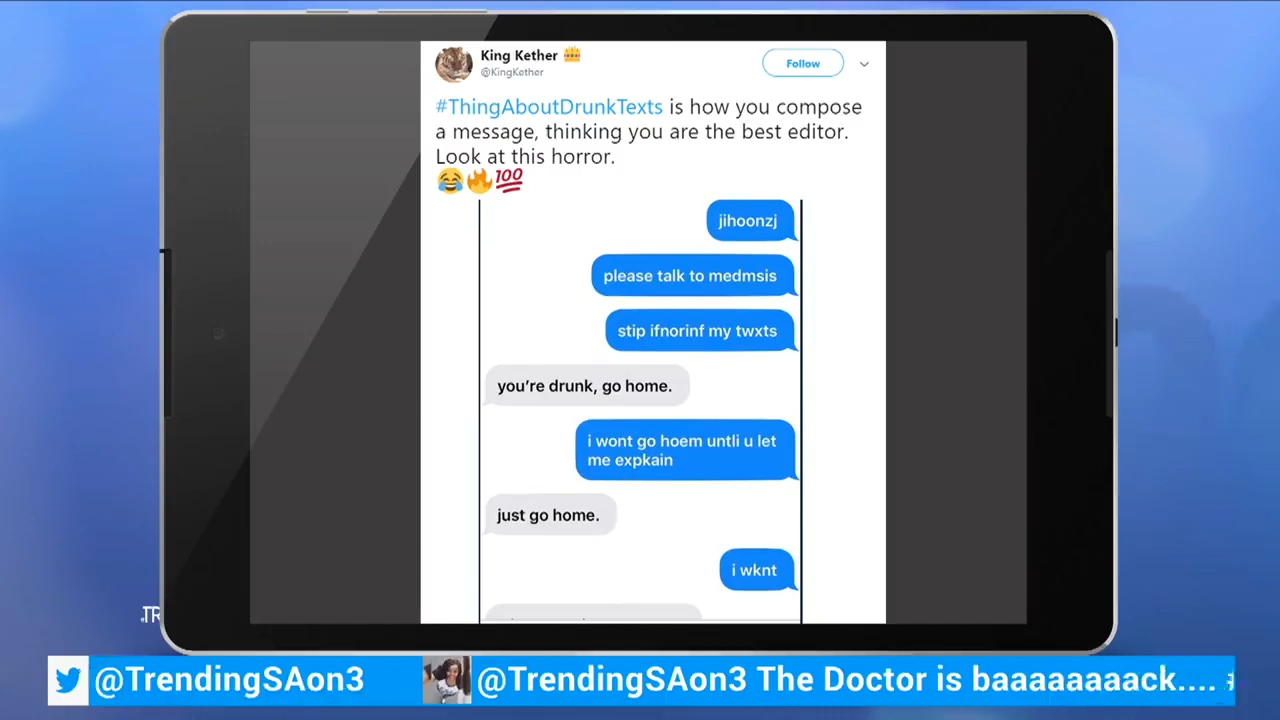 King Kether 👑
@KingKether
Follow
#ThingAboutDrunkTexts is how you compose
a message, thinking you are the best editor.
Look at this horror.
😂🔥💯
jihoonzj
please talk to medmsis
stip ifnorinf my twxts
you're drunk, go home.
i wont go hoem untli u let
me expkain
just go home.
i wknt
.TR
@TrendingSAon3
@TrendingSAon3 The Doctor is baaaaaaaack....